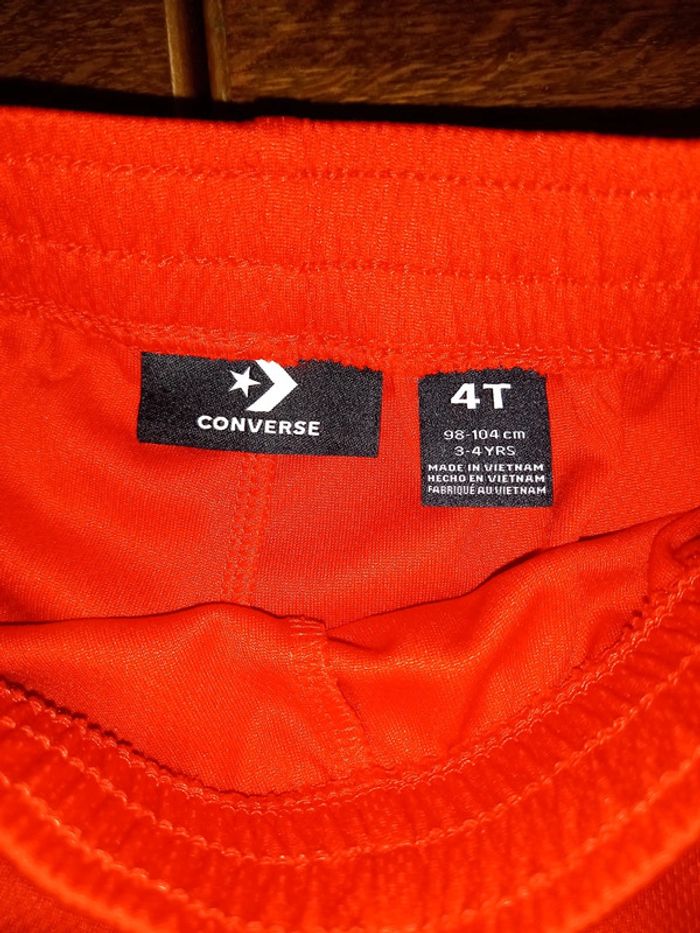 CONVERSE
4T
98-104 cm
3-4 YRS
MADE IN VIETNAM
HECHO EN VIETNAM
FABRIQUÉ AU VIETNAM